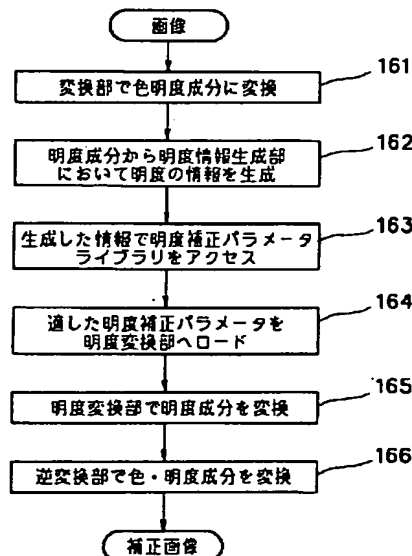 画像
161
変換部で色明度成分に変換
162
明度成分から明度情報生成部
において明度の情報を生成
163
生成した情報で明度補正パラメータ
ライブラリをアクセス
164
適した明度補正パラメータを
明度変換部へロード
165
明度変換部で明度成分を変換
166
逆変換部で色・明度成分を変換
補正画像